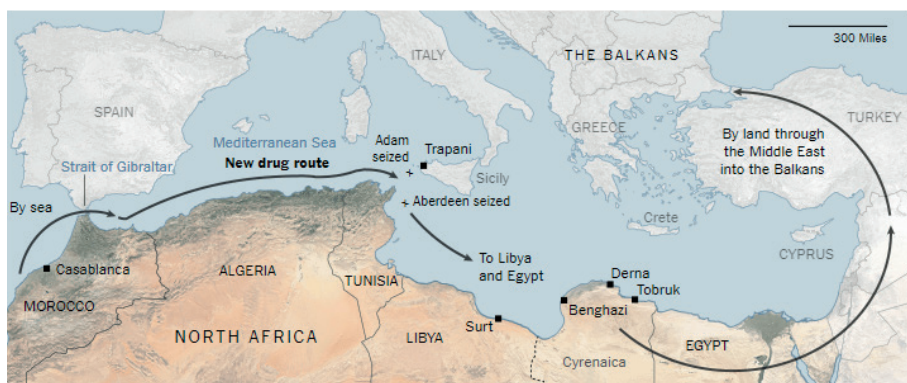 300 Miles
ITALY
THE BALKANS
SPAIN
TURKEY
GREECE
Mediterranean Sea
New drug route
Adam
seized
Trapani
By land through
the Middle East
into the Balkans
Strait of Gibraltar
Sicily
By sea
Aberdeen seized
Crete
CYPRUS
To Libya
and Egypt
Casablanca
ALGERIA
TUNISIA
Derna
Tobruk
MOROCCO
Benghazi
NORTH AFRICA
LIBYA
Surt
EGYPT
Cyrenaica